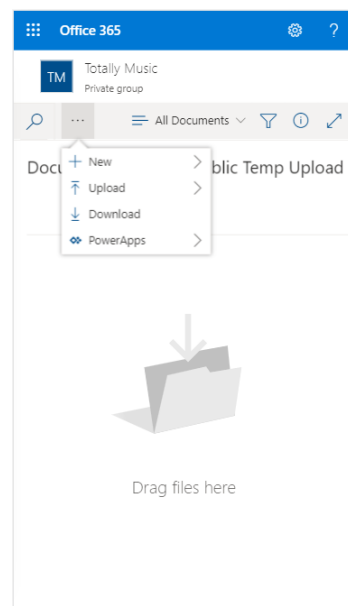 Office 365
?
TM
Totally Music
Private group
... All Documents
Docu blic Temp Upload
New
Upload
Download
PowerApps
Drag files here